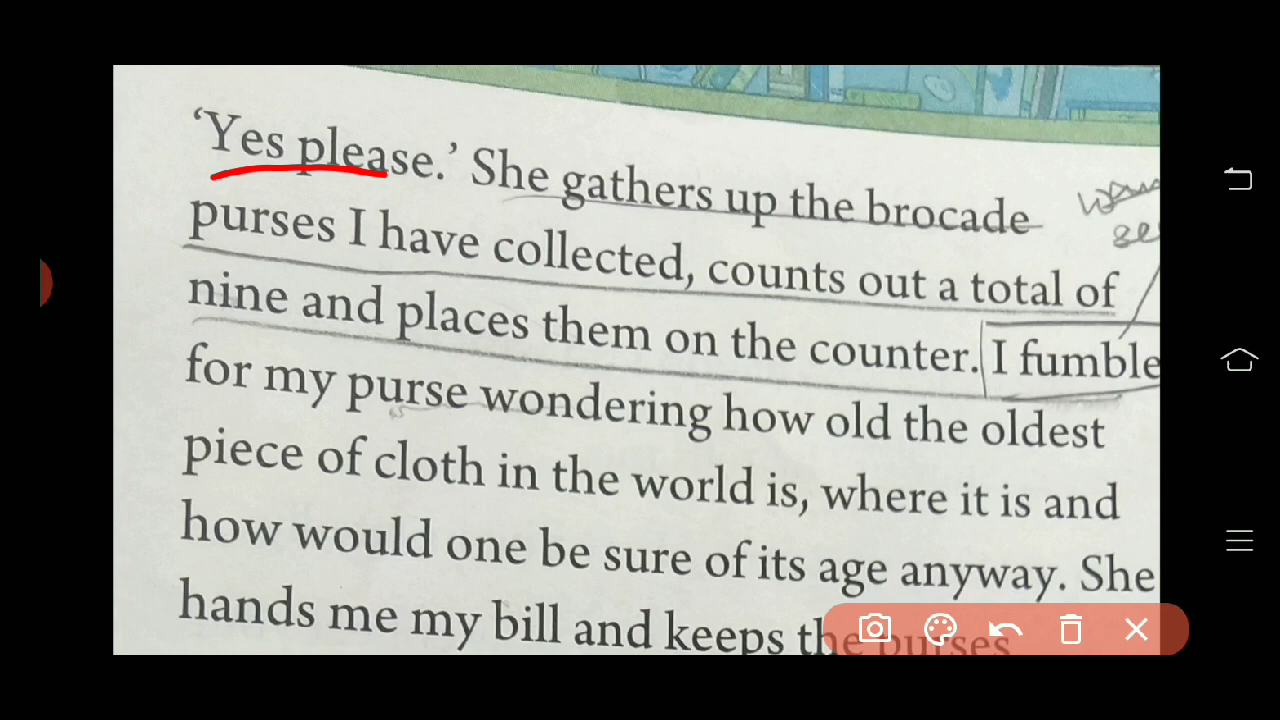 ‘Yes please.’ She gathers up the brocade
purses I have collected, counts out a total of
nine and places them on the counter. I fumble
for my purse wondering how old the oldest
piece of cloth in the world is, where it is and
how would one be sure of its age anyway. She
hands me my bill and keeps the purses